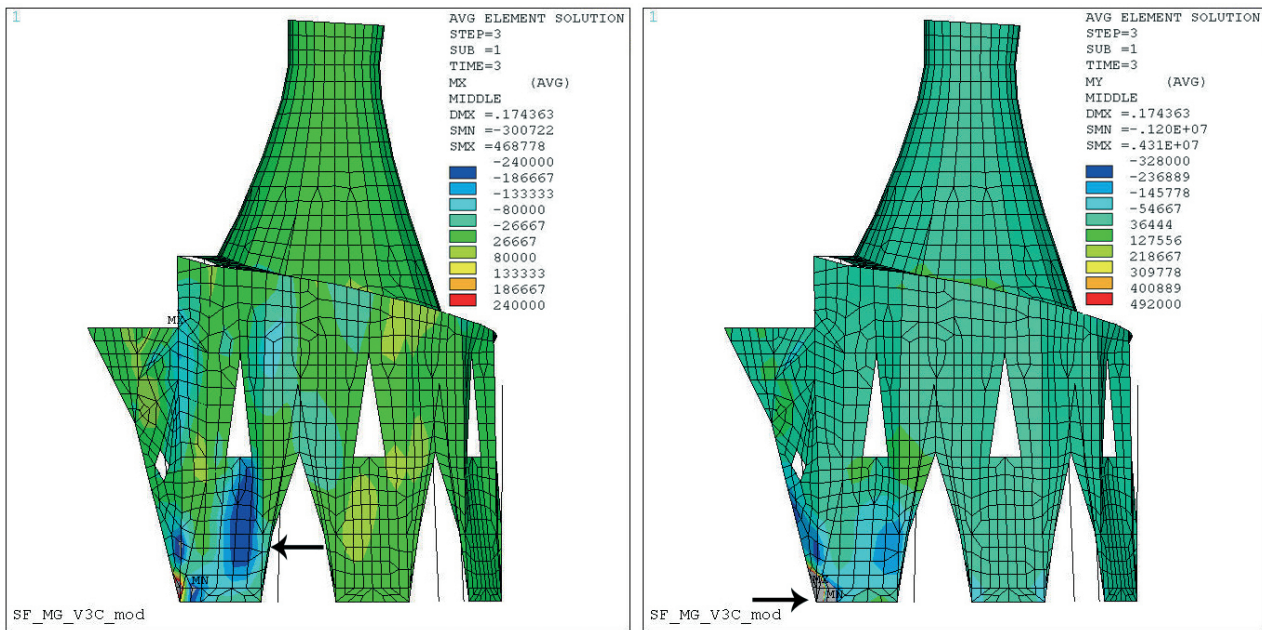 1
AVG ELEMENT SOLUTION
STEP=3
SUB =1
TIME=3
MX (AVG)
MIDDLE
DMX =.174363
SMN =-300722
SMX =468778
-240000
-186667
-133333
-80000
-26667
26667
80000
133333
186667
240000
MX
MN
SF_MG_V3C_mod
1
AVG ELEMENT SOLUTION
STEP=3
SUB =1
TIME=3
MY (AVG)
MIDDLE
DMX =.174363
SMN =-.120E+07
SMX =.431E+07
-328000
-236889
-145778
-54667
36444
127556
218667
309778
400889
492000
MX
MN
SF_MG_V3C_mod